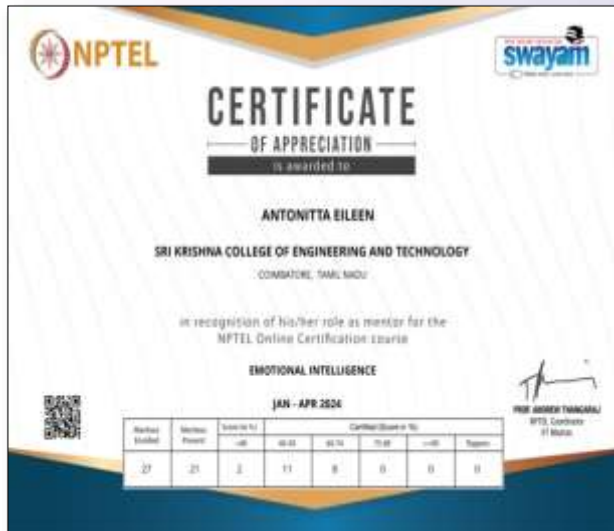 NPTEL
swayam
CERTIFICATE
OF APPRECIATION
is awarded to
ANTONITTA EILEEN
SRI KRISHNA COLLEGE OF ENGINEERING AND TECHNOLOGY
COIMBATORE, TAMIL NADU
in recognition of his/her role as mentor for the
NPTEL Online Certification course
EMOTIONAL INTELLIGENCE
JAN - APR 2024
PROF. ANDREW THANGARAJ
NPTEL Coordinator
IIT Madras
Mentees Enrolled
Mentees Present
Certified (Score in %)
27 21 2 11 8 0 0 0